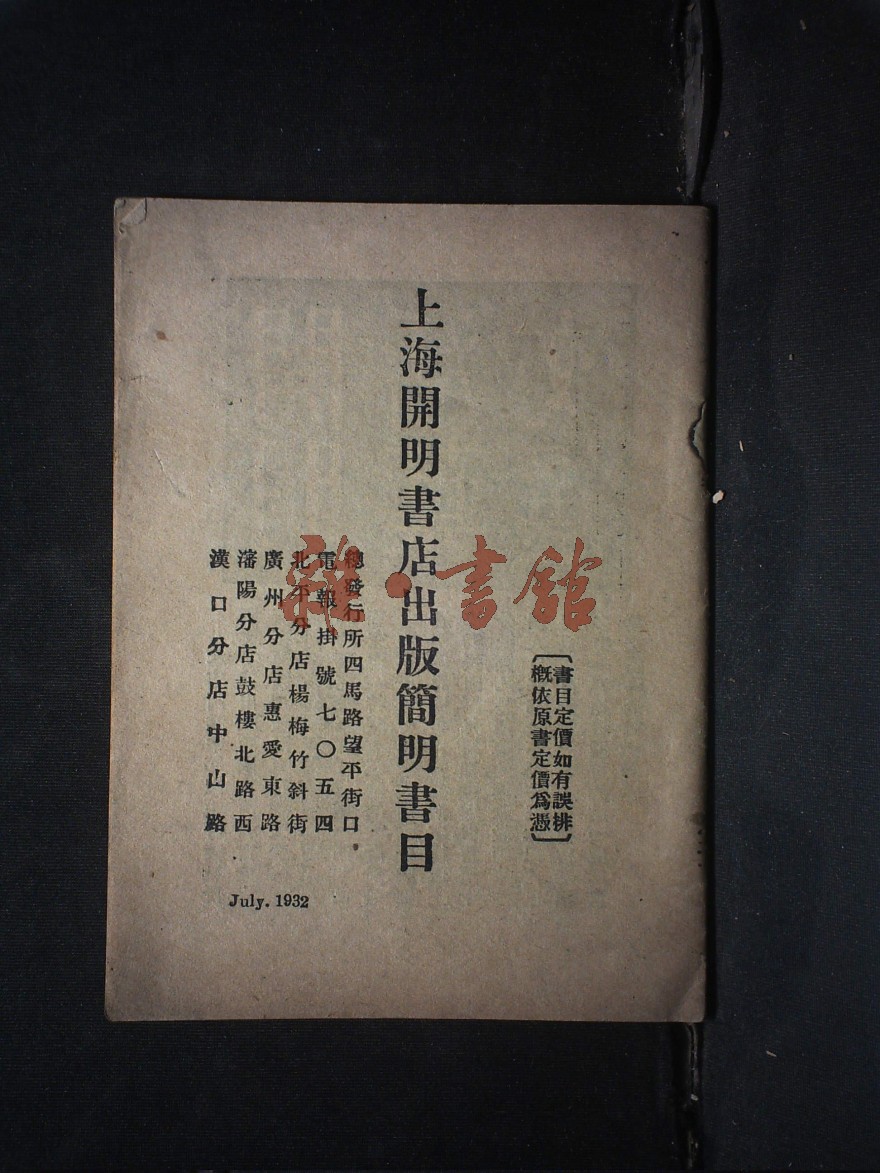 〔書目定價如有誤排
概依原書定價爲憑〕
上海開明書店出版簡明書目
總發行所四馬路望平街口
電報掛號七〇五四
北平分店楊梅竹斜街
廣州分店惠愛東路
瀋陽分店鼓樓北路西
漢口分店中山路
July. 1932
雜·書館